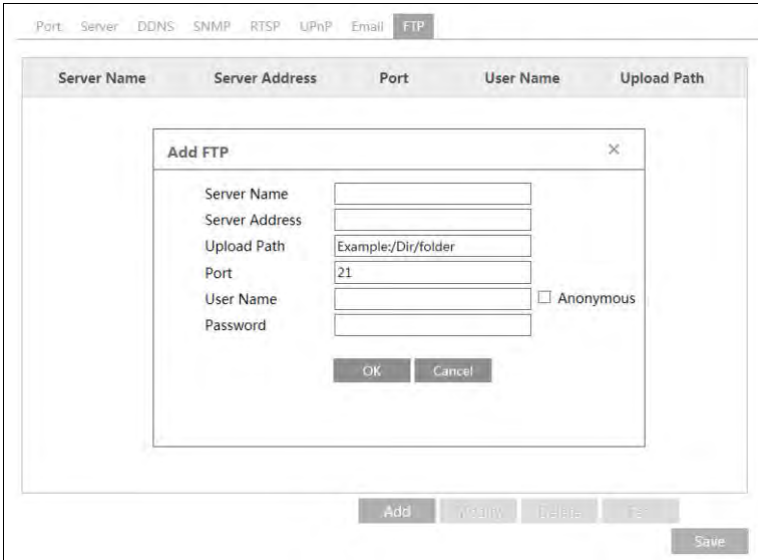 Port Server DDNS SNMP RTSP UPnP Email FTP
Server Name Server Address Port User Name Upload Path
Add FTP ×
Server Name
Server Address
Upload Path Example:/Dir/folder
Port 21
User Name Anonymous
Password
OK Cancel
Add Modify Delete
Save